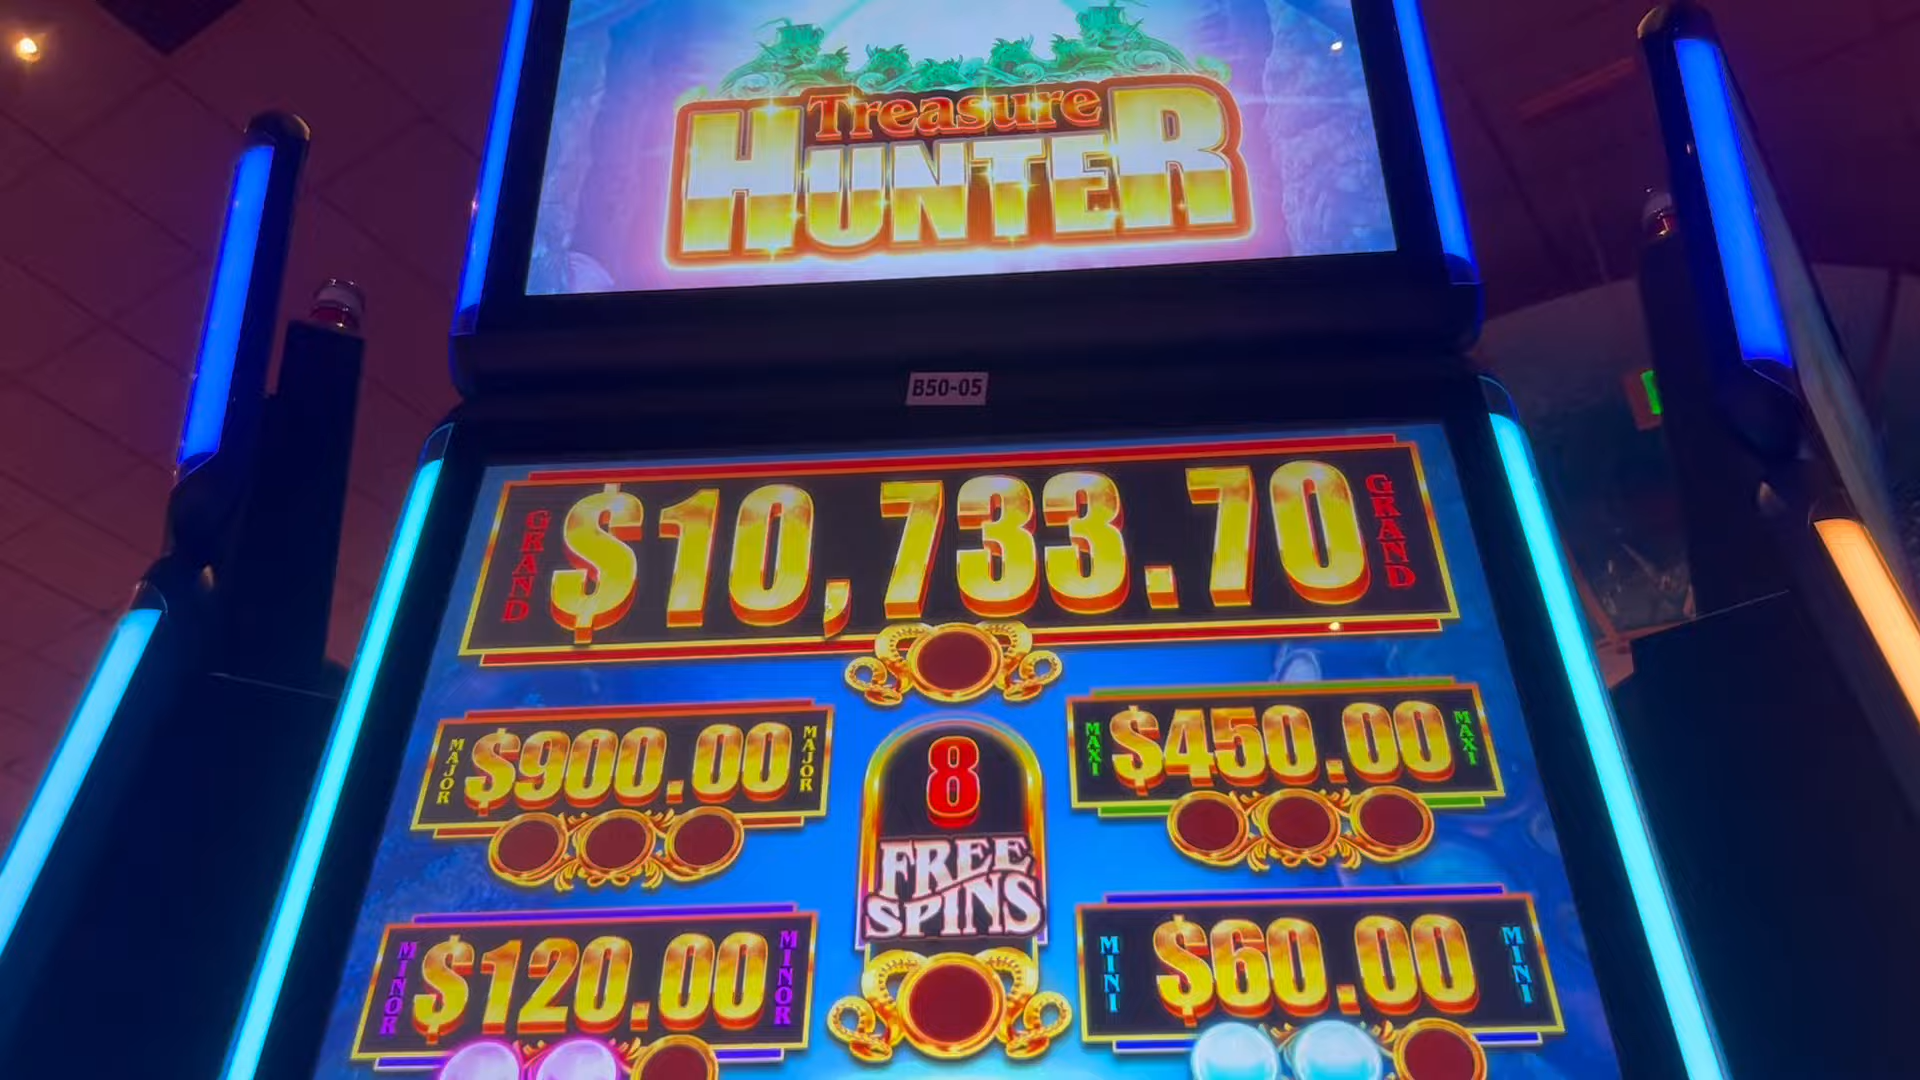 Treasure
HUNTER
B50-05
GRAND $10,733.70 GRAND
MAJOR $900.00 MAJOR
MAXI $450.00 MAXI
8
FREE
SPINS
MINOR $120.00 MINOR
MINI $60.00 MINI